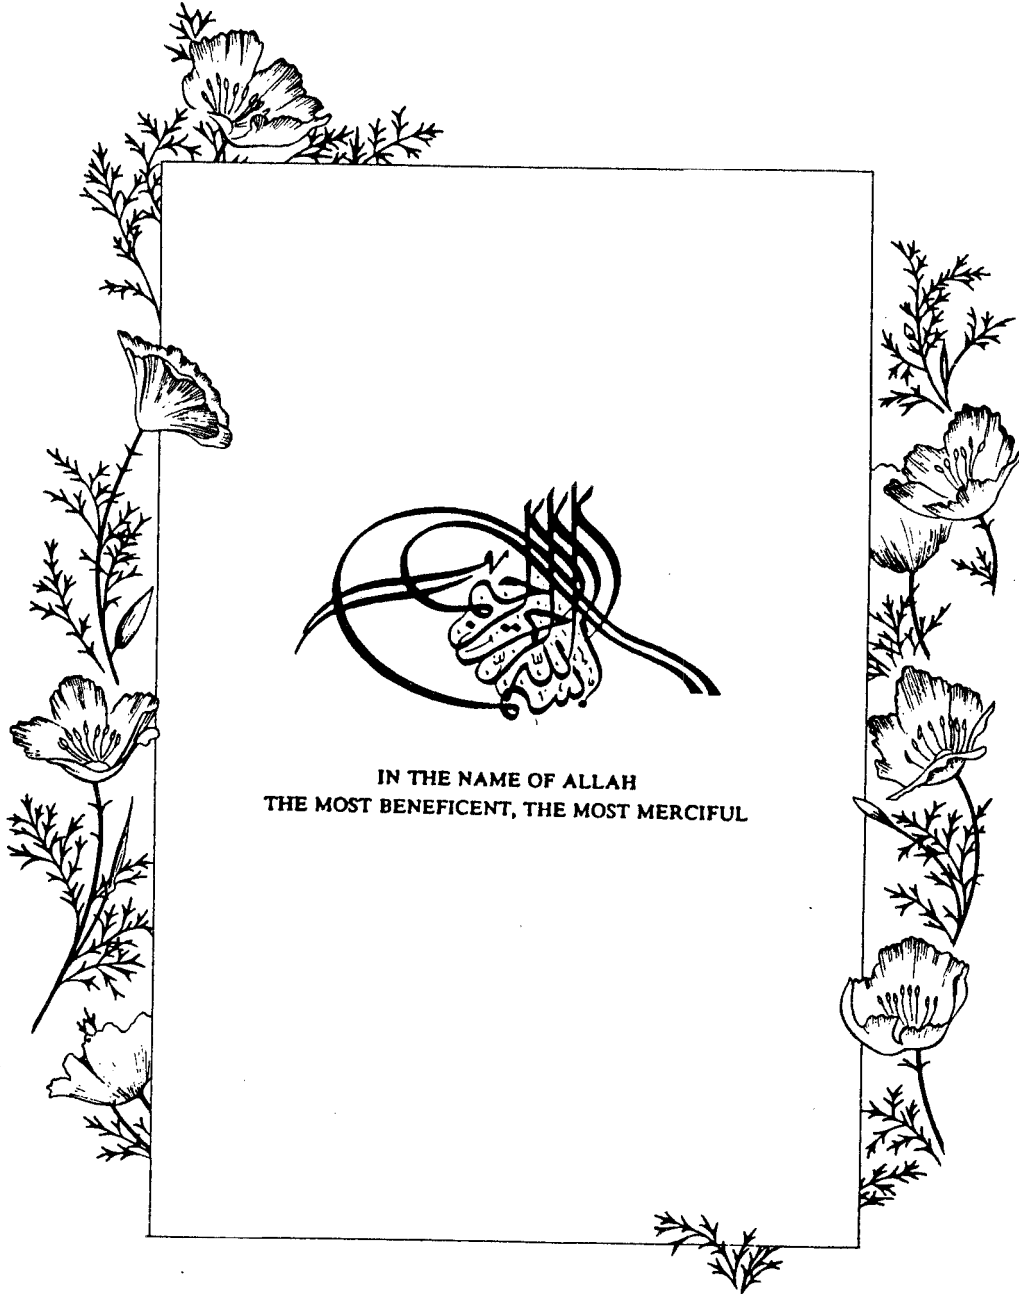 بسم الله الرحمن الرحيم
IN THE NAME OF ALLAH
THE MOST BENEFICENT, THE MOST MERCIFUL